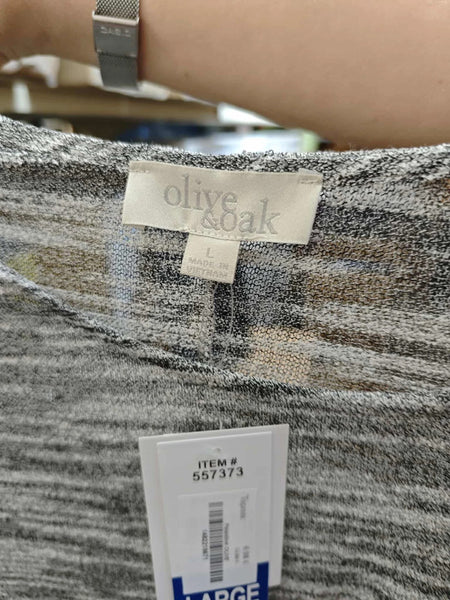 olive
&oak
L
MADE IN
VIETNAM
ITEM #
557373
LARGE